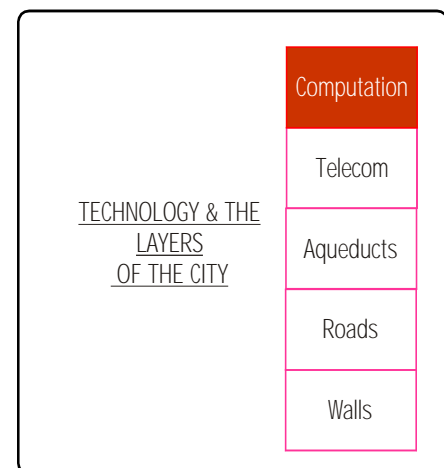 TECHNOLOGY & THE
LAYERS
OF THE CITY
Computation
Telecom
Aqueducts
Roads
Walls